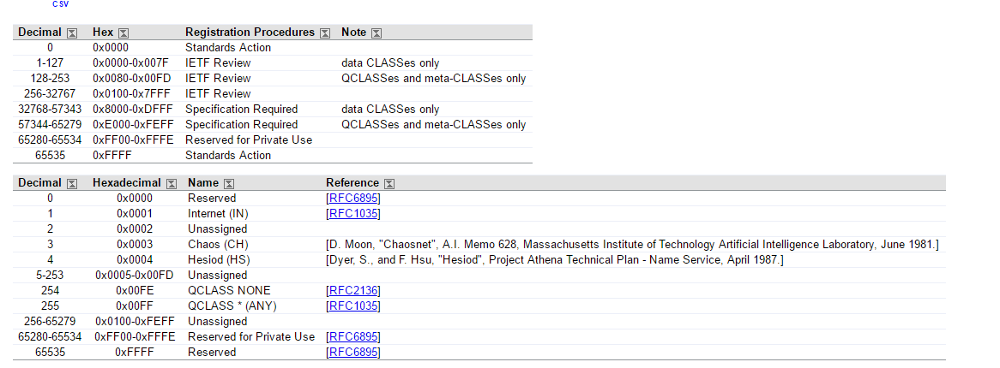 CSV
Decimal Hex Registration Procedures Note
0 0x0000 Standards Action
1-127 0x0000-0x007F IETF Review data CLASSes only
128-253 0x0080-0x00FD IETF Review QCLASSes and meta-CLASSes only
256-32767 0x0100-0x7FFF IETF Review
32768-57343 0x8000-0xDFFF Specification Required data CLASSes only
57344-65279 0xE000-0xFEFF Specification Required QCLASSes and meta-CLASSes only
65280-65534 0xFF00-0xFFFE Reserved for Private Use
65535 0xFFFF Standards Action
Decimal Hexadecimal Name Reference
0 0x0000 Reserved [RFC6895]
1 0x0001 Internet (IN) [RFC1035]
2 0x0002 Unassigned
3 0x0003 Chaos (CH) [D. Moon, "Chaosnet", A.I. Memo 628, Massachusetts Institute of Technology Artificial Intelligence Laboratory, June 1981.]
4 0x0004 Hesiod (HS) [Dyer, S., and F. Hsu, "Hesiod", Project Athena Technical Plan - Name Service, April 1987.]
5-253 0x0005-0x00FD Unassigned
254 0x00FE QCLASS NONE [RFC2136]
255 0x00FF QCLASS * (ANY) [RFC1035]
256-65279 0x0100-0xFEFF Unassigned
65280-65534 0xFF00-0xFFFE Reserved for Private Use [RFC6895]
65535 0xFFFF Reserved [RFC6895]